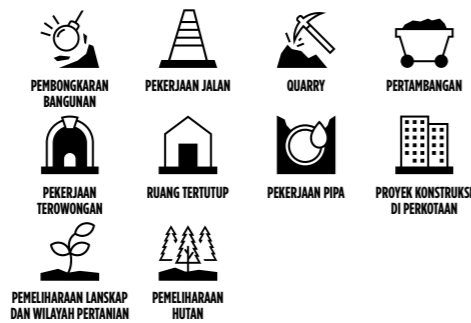 PEMBONGKARAN
BANGUNAN
PEKERJAAN JALAN
QUARRY
PERTAMBANGAN
PEKERJAAN
TEROWONGAN
RUANG TERTUTUP
PEKERJAAN PIPA
PROYEK KONSTRUKSI
DI PERKOTAAN
PEMELIHARAAN LANSKAP
DAN WILAYAH PERTANIAN
PEMELIHARAAN
HUTAN